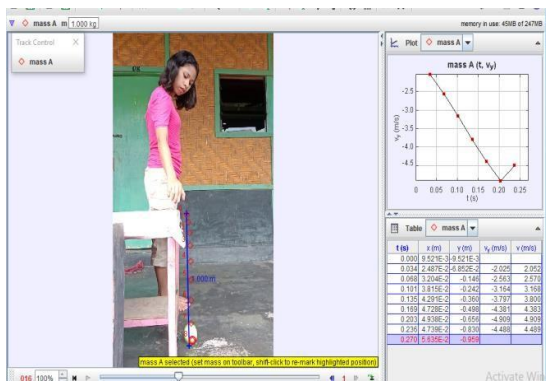 mass A m 1.000 kg
memory in use: 45MB of 247MB
Track Control
mass A
Plot mass A
mass A (t, vy)
vy (m/s)
-2.5
-3.0
-3.5
-4.0
-4.5
0 0.05 0.10 0.15 0.20 0.25
t (s)
Table mass A
t (s) x (m) y (m) vy (m/s) v (m/s)
0.000 9.521E-3 -9.521E-3
0.034 2.487E-2 -6.852E-2 -2.025 2.052
0.068 3.204E-2 -0.146 -2.563 2.570
0.101 3.815E-2 -0.242 -3.164 3.168
0.135 4.291E-2 -0.360 -3.797 3.800
0.169 4.728E-2 -0.498 -4.381 4.383
0.203 4.938E-2 -0.656 -4.909 4.909
0.236 4.739E-2 -0.830 -4.488 4.489
0.270 5.635E-2 -0.959
1.000 m
mass A selected (set mass on toolbar, shift-click to re-mark highlighted position)
016 100% 1
Activate Win